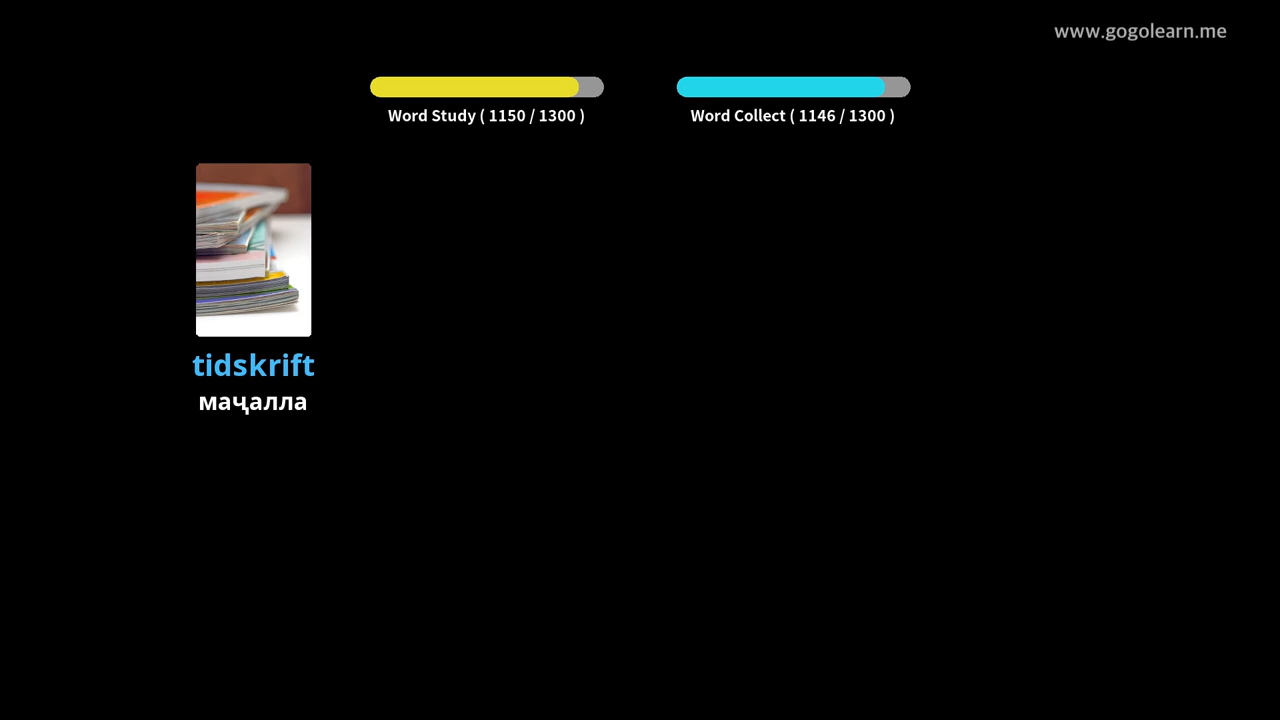 www.gogolearn.me
Word Study ( 1150 / 1300 )
Word Collect ( 1146 / 1300 )
tidskrift
маҷалла